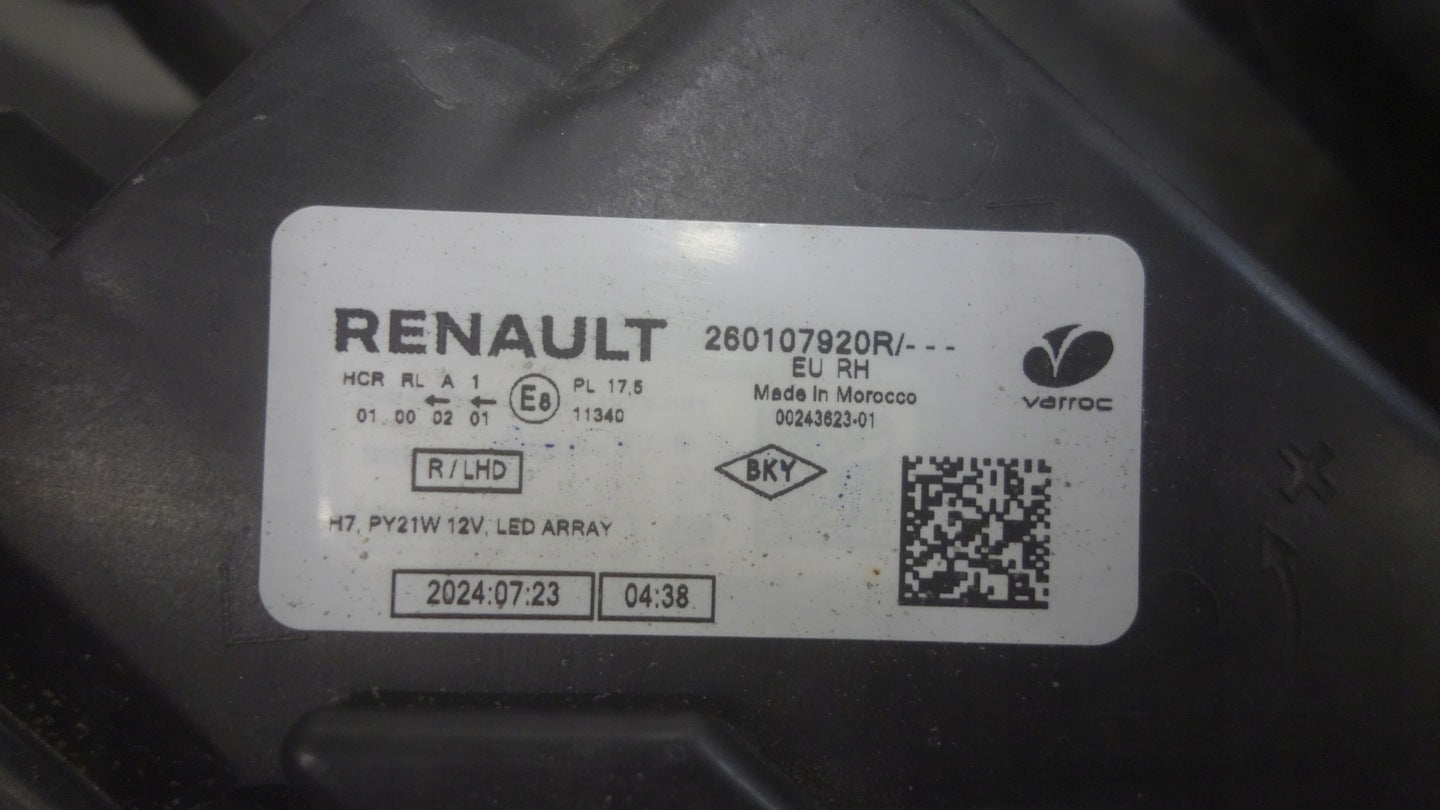 RENAULT 260107920R/---
EU RH
HCR RL A 1 PL 17,5
Made in Morocco
← ← E8
varroc
01 00 02 01 11340
00243623-01
R/LHD
BKY
H7, PY21W 12V, LED ARRAY
2024:07:23 04:38